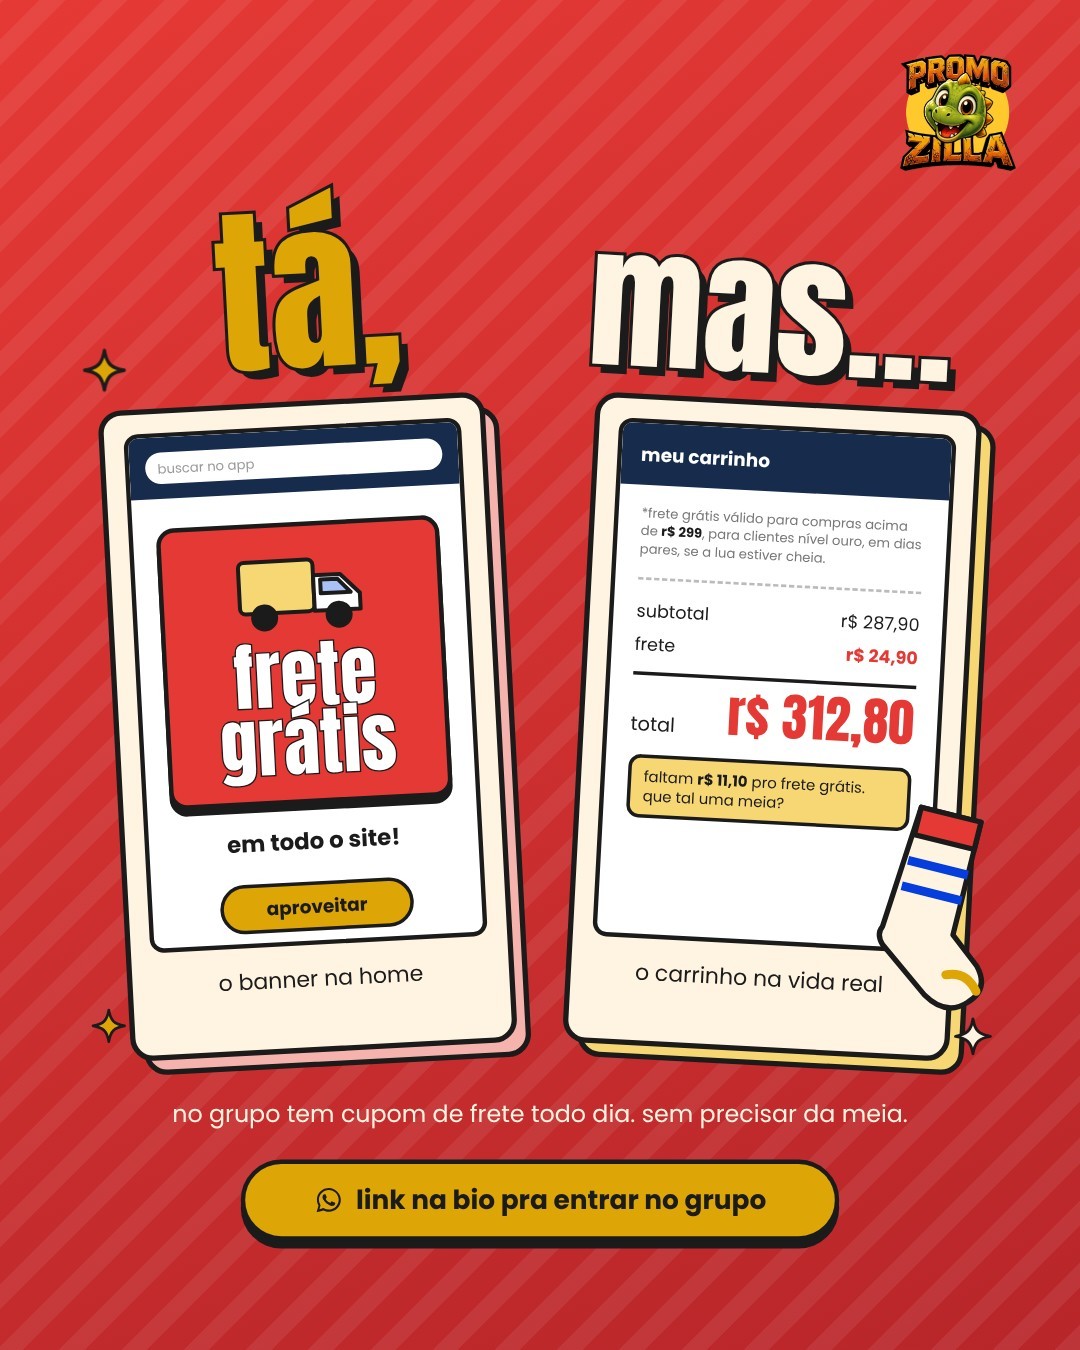 PROMO
ZILLA
tá,
mas...
buscar no app
frete
grátis
em todo o site!
aproveitar
o banner na home
meu carrinho
*frete grátis válido para compras acima
de r$ 299, para clientes nível ouro, em dias
pares, se a lua estiver cheia.
subtotal r$ 287,90
frete r$ 24,90
total r$ 312,80
faltam r$ 11,10 pro frete grátis.
que tal uma meia?
o carrinho na vida real
no grupo tem cupom de frete todo dia. sem precisar da meia.
link na bio pra entrar no grupo